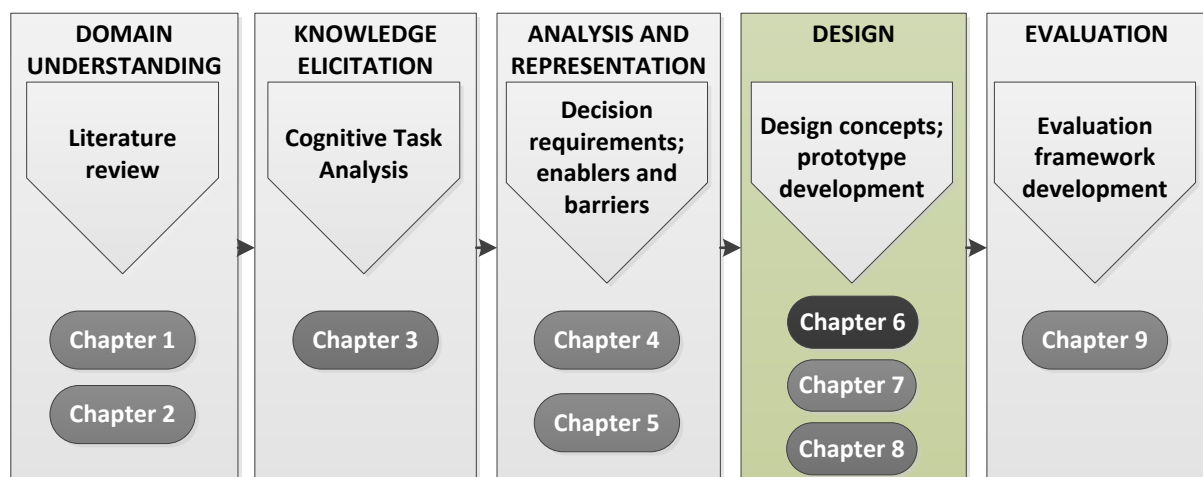 DOMAIN
UNDERSTANDING
Literature
review
Chapter 1
Chapter 2
KNOWLEDGE
ELICITATION
Cognitive Task
Analysis
Chapter 3
ANALYSIS AND
REPRESENTATION
Decision
requirements;
enablers and
barriers
Chapter 4
Chapter 5
DESIGN
Design concepts;
prototype
development
Chapter 6
Chapter 7
Chapter 8
EVALUATION
Evaluation
framework
development
Chapter 9